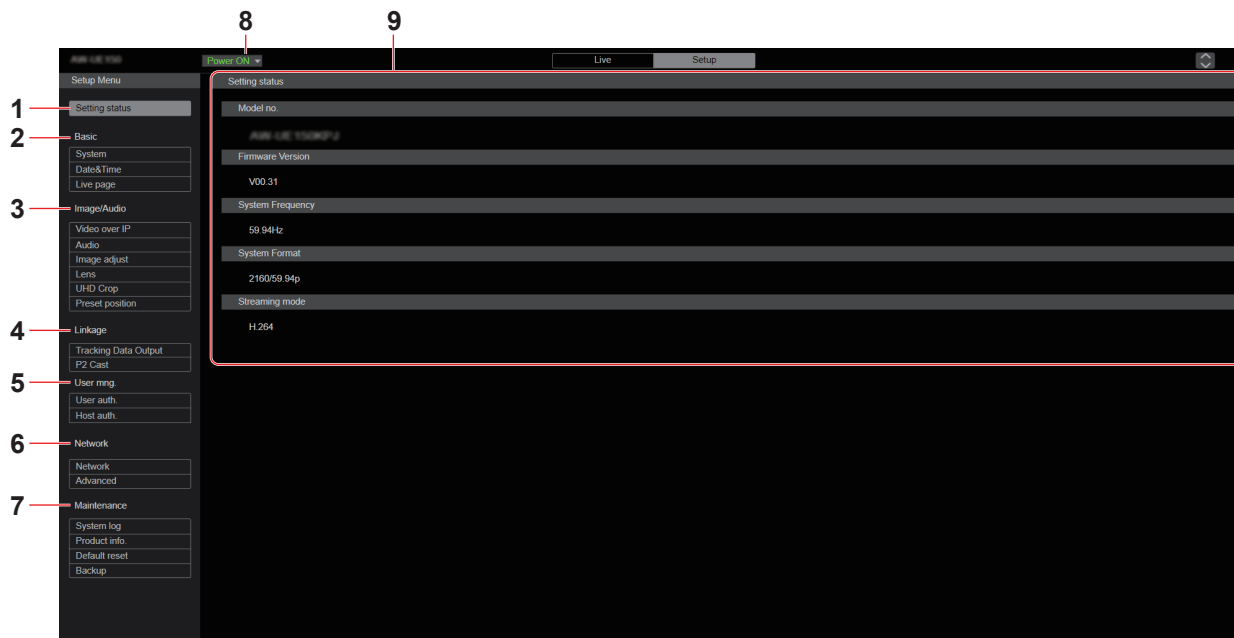 8 9
AW-UE150 Power ON Live Setup
Setup Menu Setting status
1 Setting status Model no.
2 Basic AW-UE150KPJ
System Firmware Version
Date&Time
Live page V00.31
3 Image/Audio System Frequency
Video over IP 59.94Hz
Audio
Image adjust System Format
Lens 2160/59.94p
UHD Crop
Preset position Streaming mode
4 Linkage H.264
Tracking Data Output
P2 Cast
5 User mng.
User auth.
Host auth.
6 Network
Network
Advanced
7 Maintenance
System log
Product info.
Default reset
Backup